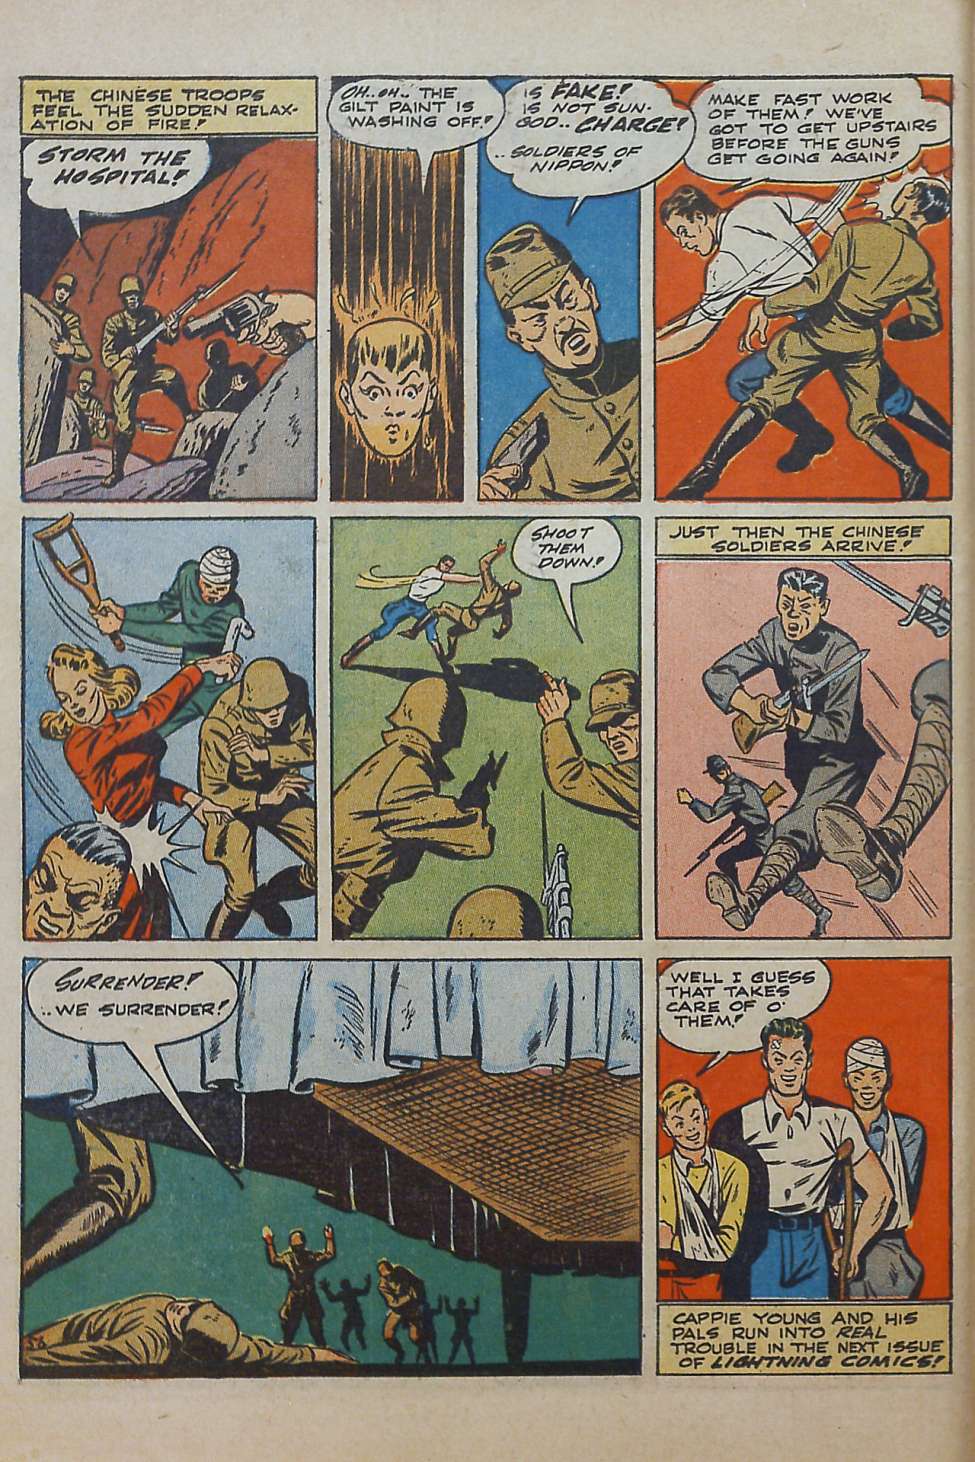 THE CHINESE TROOPS
FEEL THE SUDDEN RELAX-
ATION OF FIRE!
STORM THE
HOSPITAL!
OH..OH.. THE
GILT PAINT IS
WASHING OFF!
IS FAKE!
IS NOT SUN-
GOD.. CHARGE!
..SOLDIERS OF
NIPPON!
MAKE FAST WORK
OF THEM! WE'VE
GOT TO GET UPSTAIRS
BEFORE THE GUNS
GET GOING AGAIN!
SHOOT
THEM
DOWN!
JUST THEN THE CHINESE
SOLDIERS ARRIVE!
SURRENDER!
..WE SURRENDER!
WELL I GUESS
THAT TAKES
CARE OF O'
THEM!
CAPPIE YOUNG AND HIS
PALS RUN INTO REAL
TROUBLE IN THE NEXT ISSUE
OF LIGHTNING COMICS!